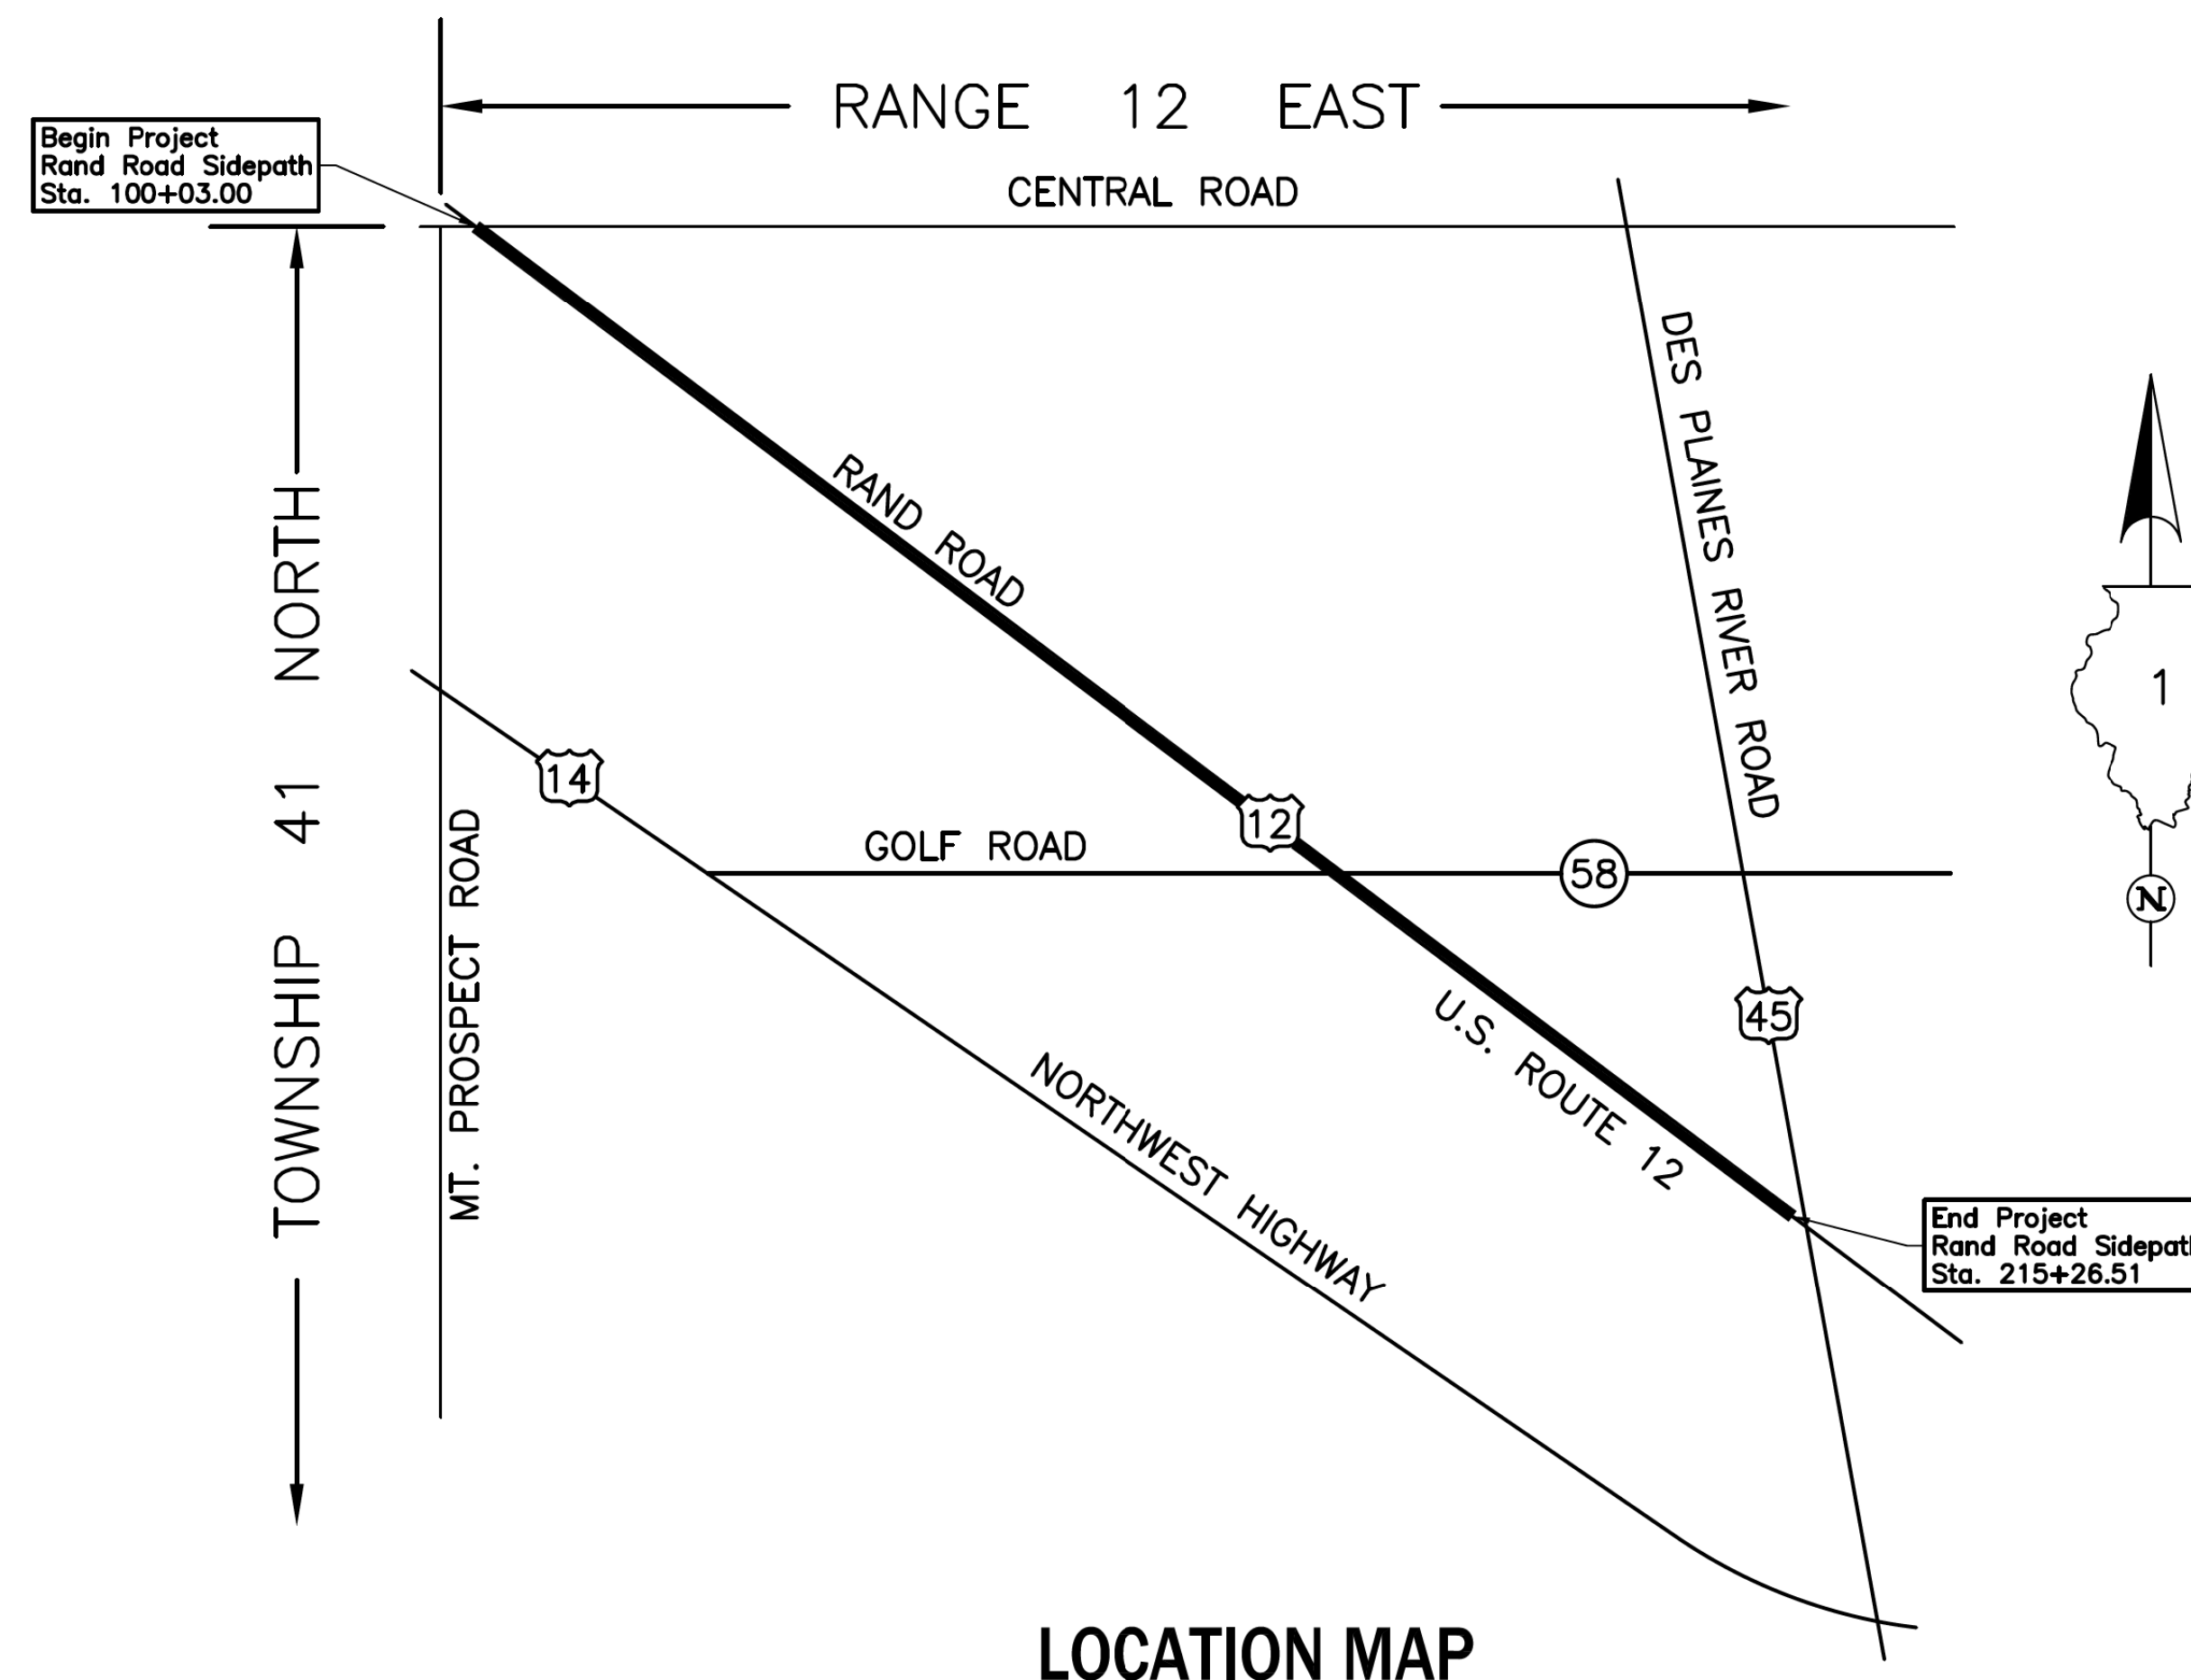 RANGE 12 EAST
Begin Project
Rand Road Sidepath
Sta. 100+03.00
CENTRAL ROAD
TOWNSHIP 41 NORTH
DES PLAINES RIVER ROAD
RAND ROAD
1
14
12
GOLF ROAD
58
MT. PROSPECT ROAD
N
45
U.S. ROUTE 12
NORTHWEST HIGHWAY
End Project
Rand Road Sidepath
Sta. 215+26.51
LOCATION MAP